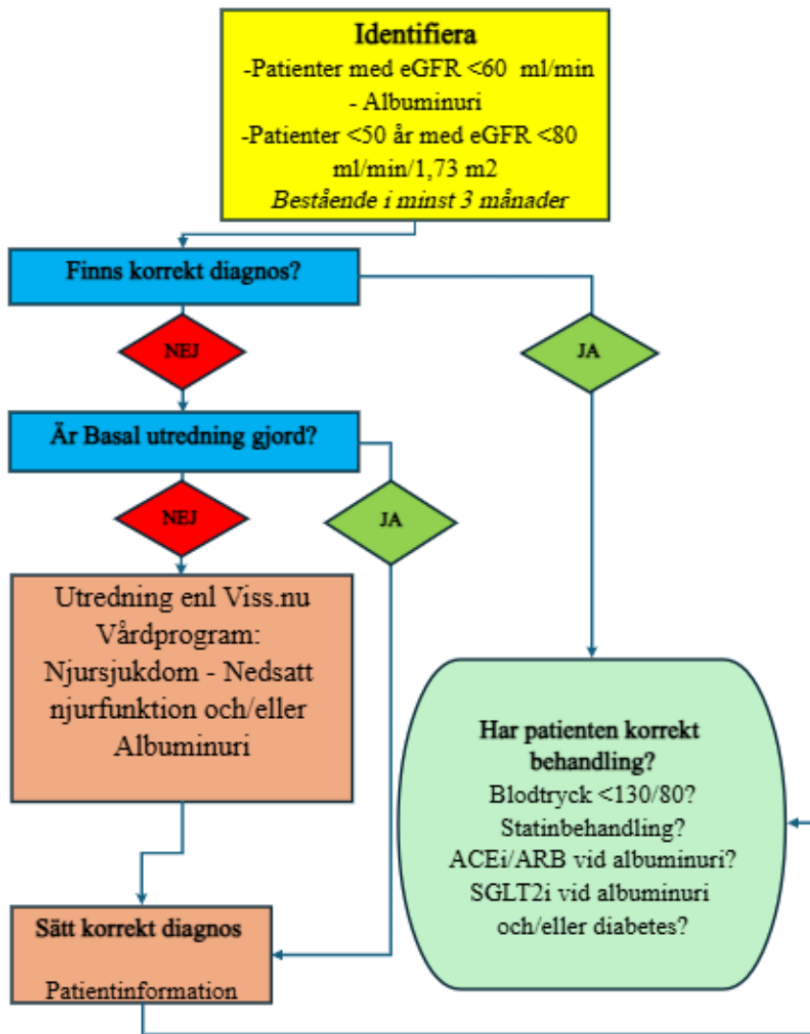 Identifiera
-Patienter med eGFR <60 ml/min
- Albuminuri
-Patienter <50 år med eGFR <80
ml/min/1,73 m2
Bestående i minst 3 månader
Finns korrekt diagnos?
NEJ
JA
Är Basal utredning gjord?
NEJ
JA
Utredning enl Viss.nu
Vårdprogram:
Njursjukdom - Nedsatt
njurfunktion och/eller
Albuminuri
Har patienten korrekt
behandling?
Blodtryck <130/80?
Statinbehandling?
ACEi/ARB vid albuminuri?
SGLT2i vid albuminuri
och/eller diabetes?
Sätt korrekt diagnos
Patientinformation